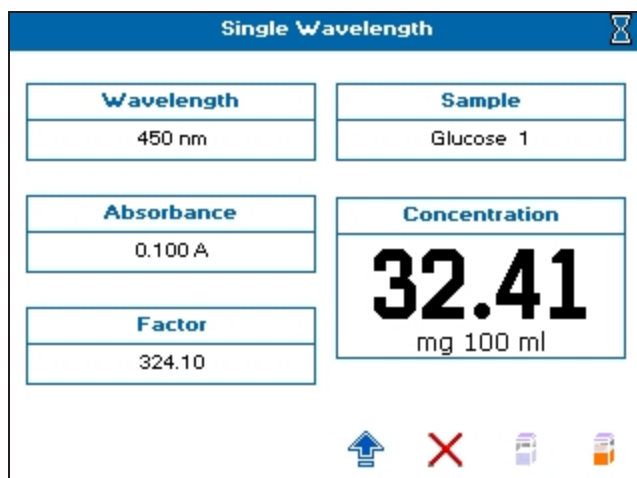 Single Wavelength
Wavelength
450 nm
Sample
Glucose 1
Absorbance
0.100 A
Concentration
32.41
mg 100 ml
Factor
324.10